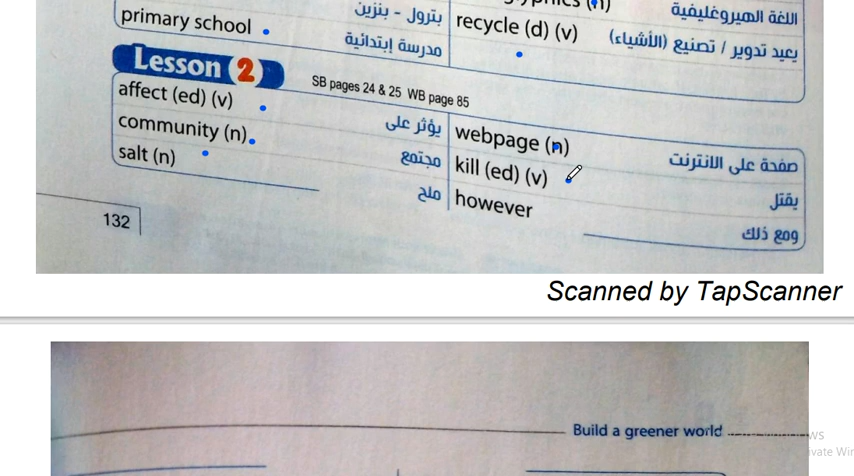 primary school
بترول - بنزين
مدرسة إبتدائية
اللغة الهيروغليفية
recycle (d) (v)
يعيد تدوير / تصنيع (الأشياء)
Lesson (2)
SB pages 24 & 25 WB page 85
affect (ed) (v) يؤثر على
community (n) مجتمع
salt (n) ملح
webpage (n) صفحة على الانترنت
kill (ed) (v) يقتل
however ومع ذلك
132
Scanned by TapScanner
Build a greener world